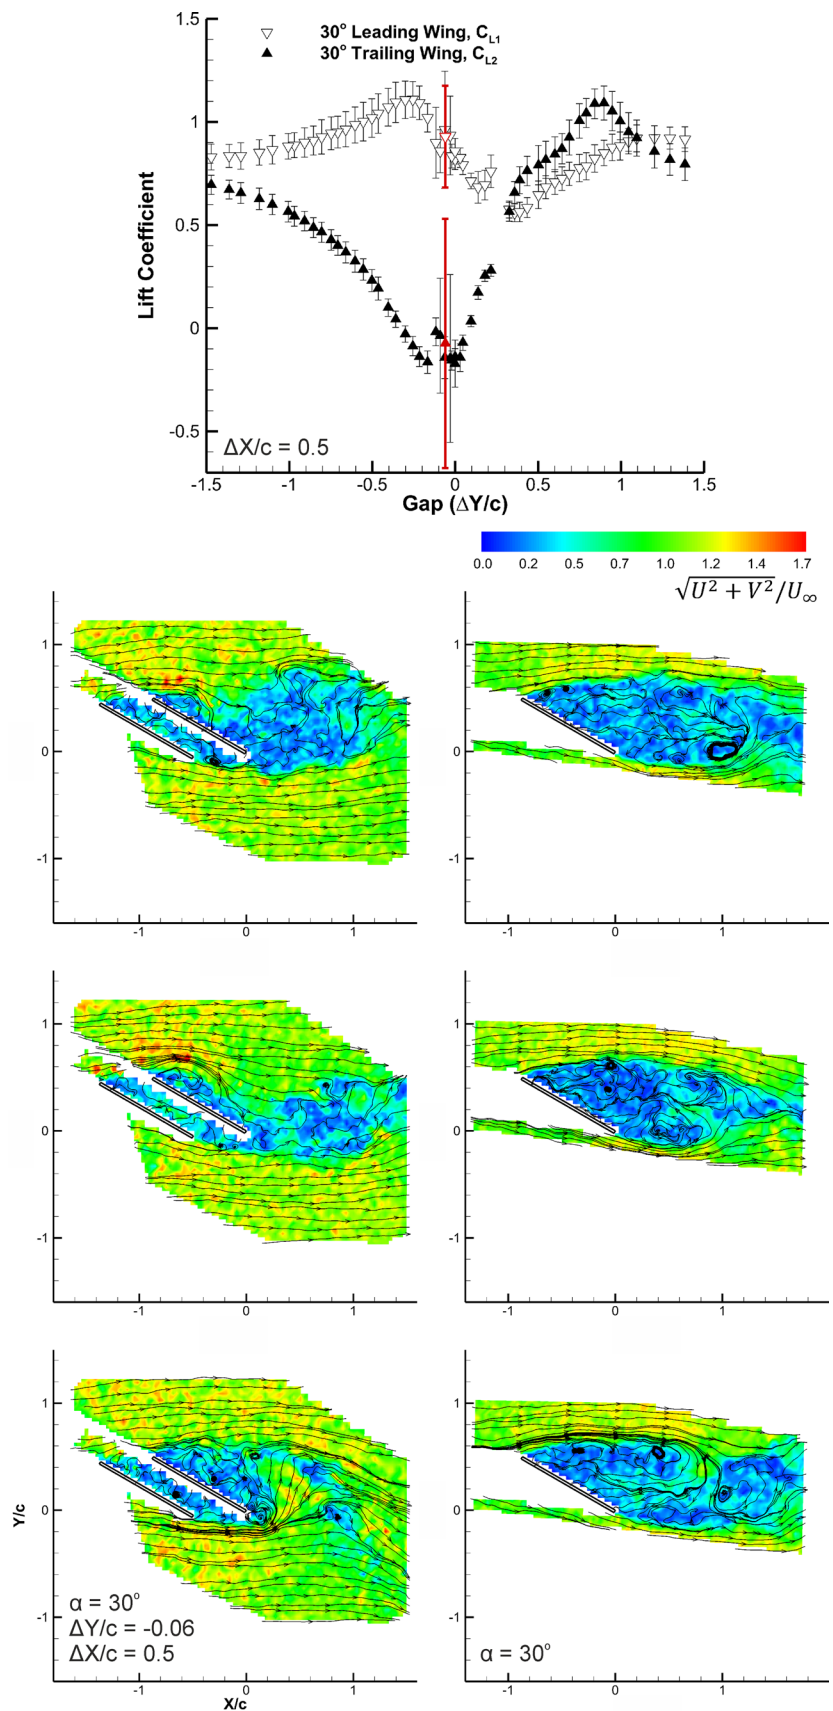 1.5
30° Leading Wing, C_L1
30° Trailing Wing, C_L2
1
0.5
0
-0.5
Lift Coefficient
ΔX/c = 0.5
-1.5 -1 -0.5 0 0.5 1 1.5
Gap (ΔY/c)
0.0 0.2 0.5 0.7 1.0 1.2 1.4 1.7
√U² + V²/U∞
1 1
0 0
-1 -1
-1 0 1 -1 0 1
1 1
0 0
-1 -1
-1 0 1 -1 0 1
1 1
0 0
Y/c
-1 -1
α = 30°
ΔY/c = -0.06
ΔX/c = 0.5
α = 30°
-1 0 1 -1 0 1
X/c